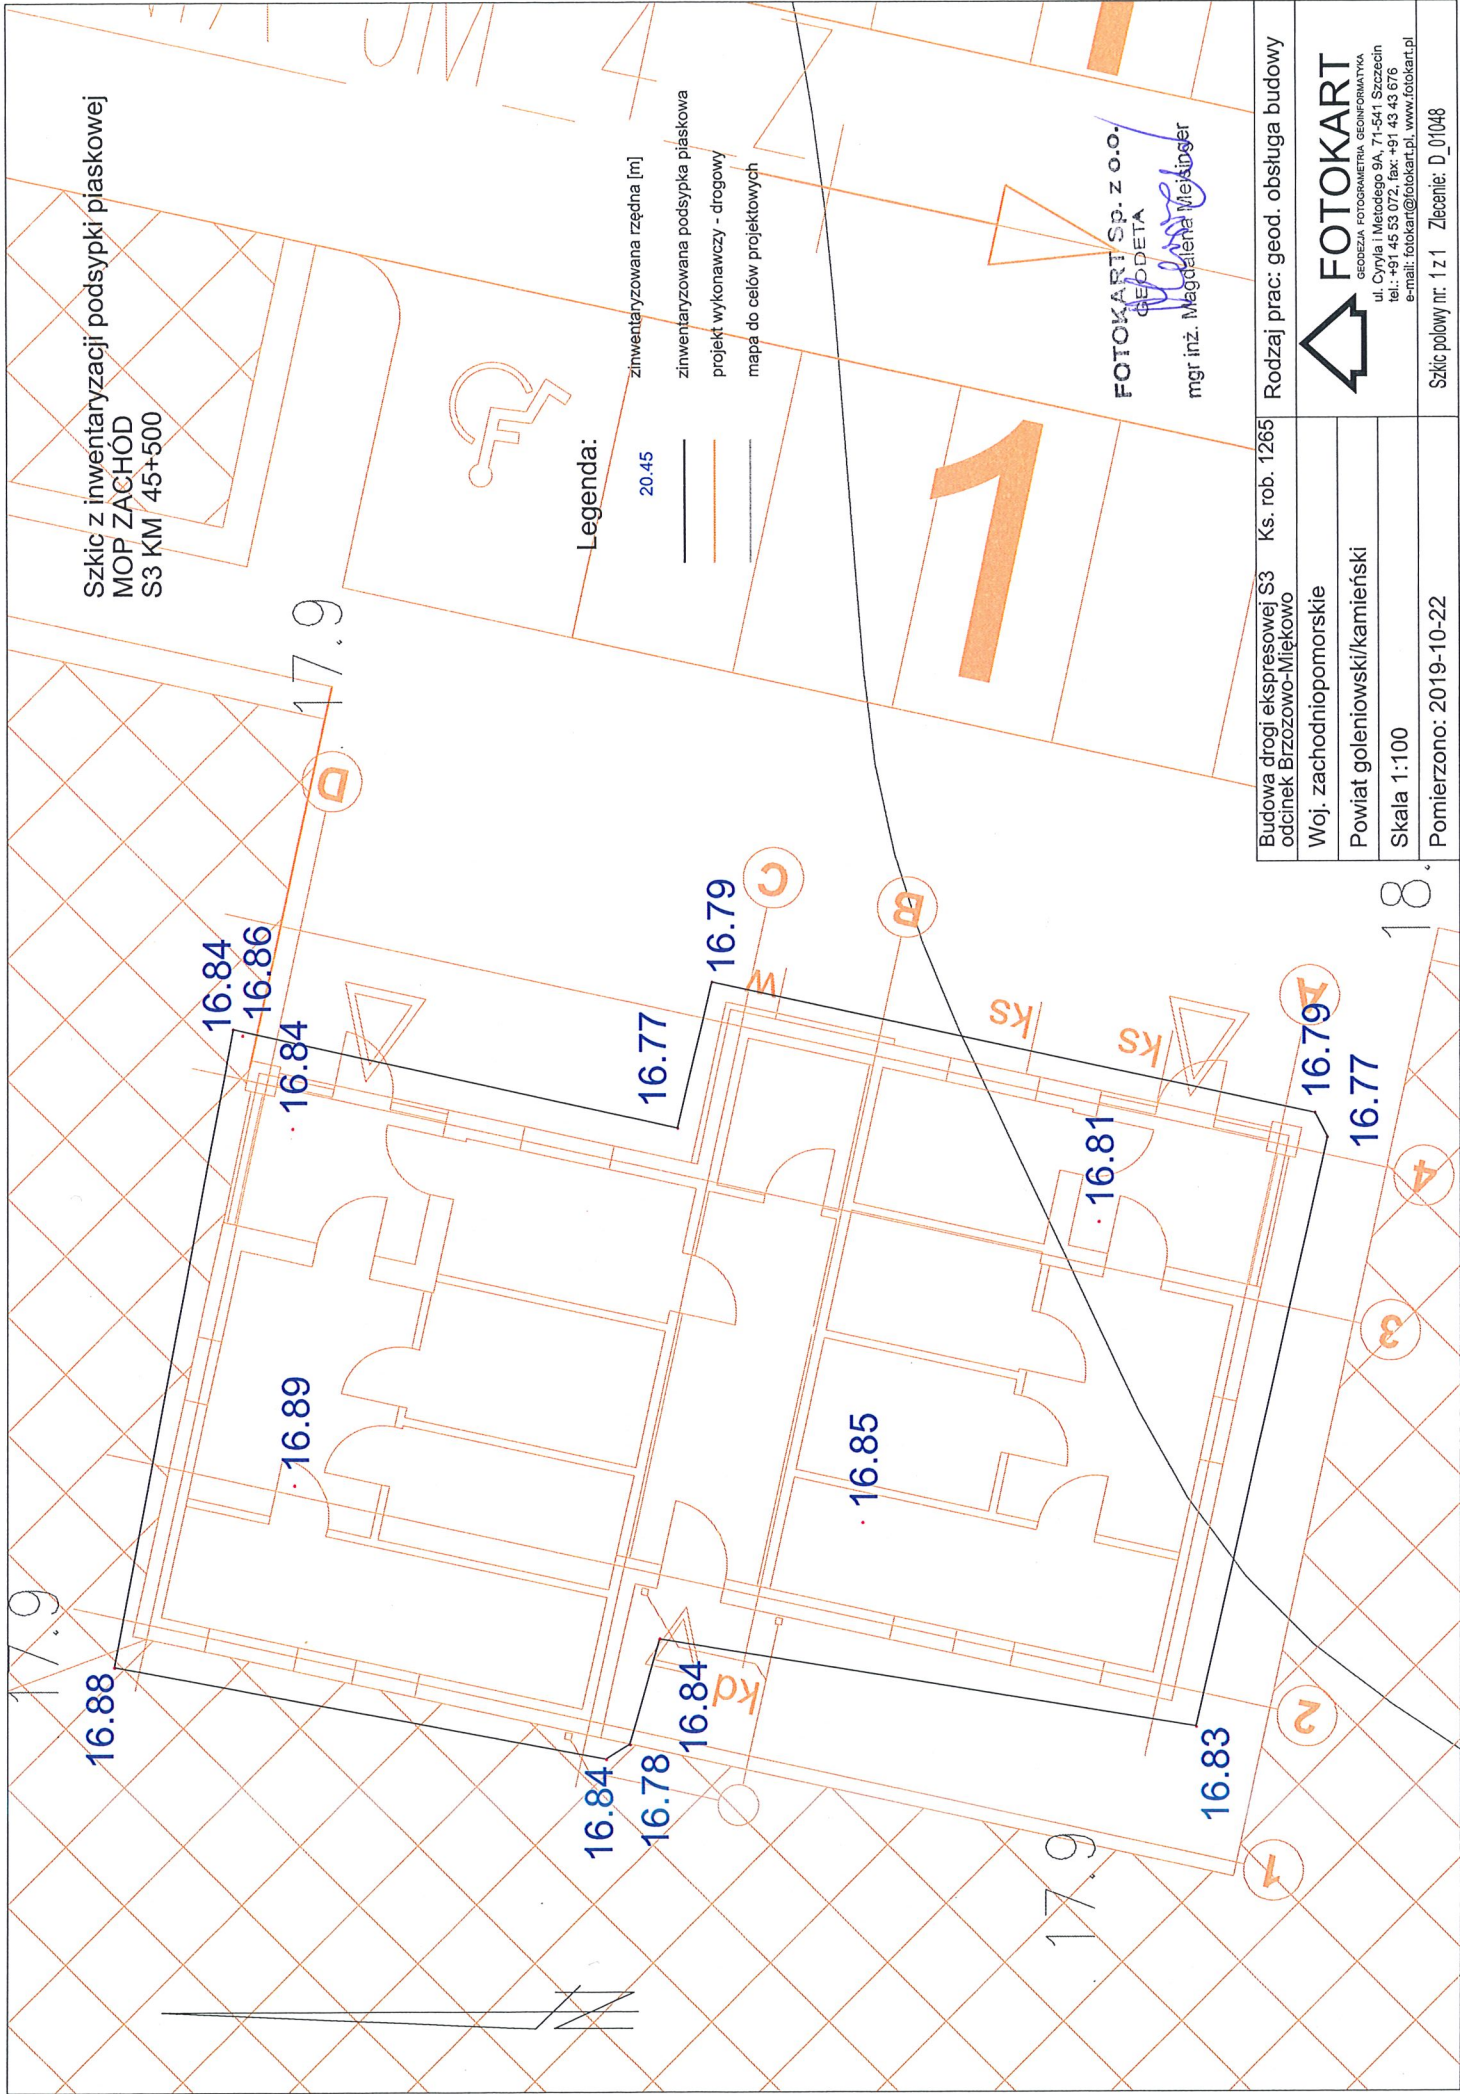 Szkic z inwentaryzacji podsypki piaskowej
MOP ZACHÓD
S3 KM 45+500
Legenda:
20.45
zinwentaryzowana rzędna [m]
zinwentaryzowana podsypka piaskowa
projekt wykonawczy - drogowy
mapa do celów projektowych
17.9
17.9
17.9
18.
16.88
16.84
16.86
16.84
16.89
16.77
16.79
16.84
16.78
16.84
16.85
16.81
16.83
16.79
16.77
D
C
B
A
1
2
3
4
W
ks
ks
kd
1
N
FOTOKART Sp. z o.o.
GEODETA
mgr inż. Magdalena Meisinger
Budowa drogi ekspresowej S3
odcinek Brzozowo-Miękowo
Ks. rob. 1265
Rodzaj prac: geod. obsługa budowy
Woj. zachodniopomorskie
Powiat goleniowski/kamieński
Skala 1:100
Pomierzono: 2019-10-22
FOTOKART
GEODEZJA FOTOGRAMETRIA GEOINFORMATYKA
ul. Cyryla i Metodego 9A, 71-541 Szczecin
tel.: +91 45 53 072, fax: +91 43 43 676
e-mail: fotokart@fotokart.pl, www.fotokart.pl
Szkic polowy nr: 1 z 1 Zlecenie: D_01048